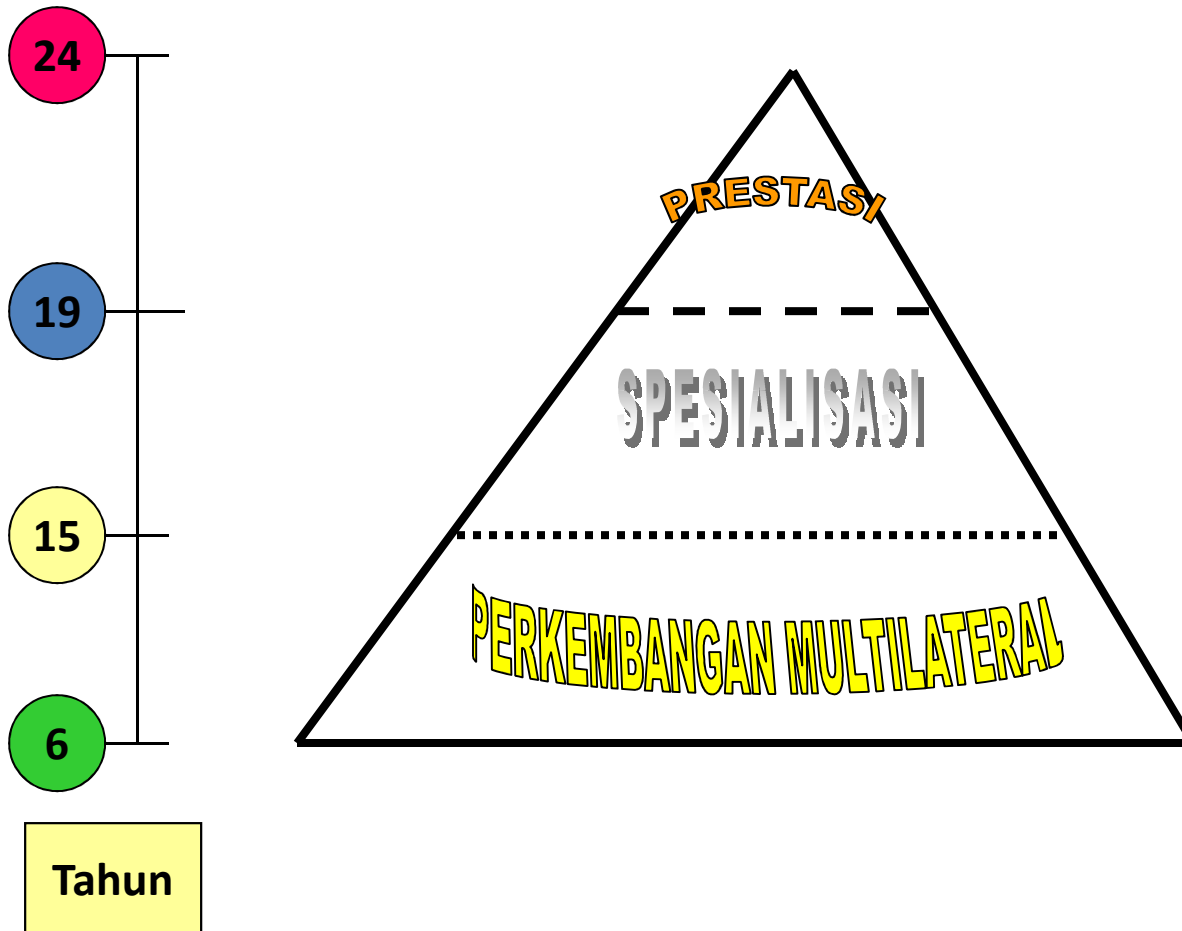 24
PRESTASI
19
SPESIALISASI
15
PERKEMBANGAN MULTILATERAL
6
Tahun